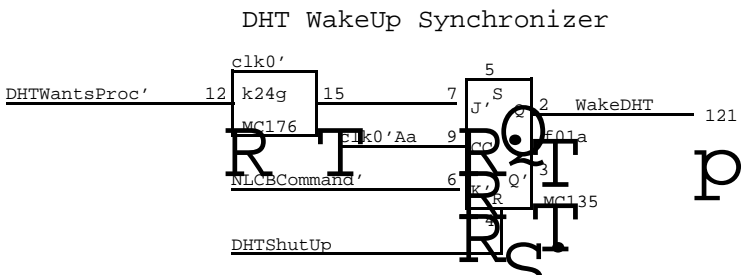 DHT WakeUp Synchronizer
clk0'
5
DHTWantsProc' 12 k24g 15 7 S
J' Q 2 WakeDHT 121
MC176
R T clk0'Aa 9 CC R T f01a
3
p
NLCBCommand' 6 K' R Q'
R MC135
4 R T
DHTShutUp
S